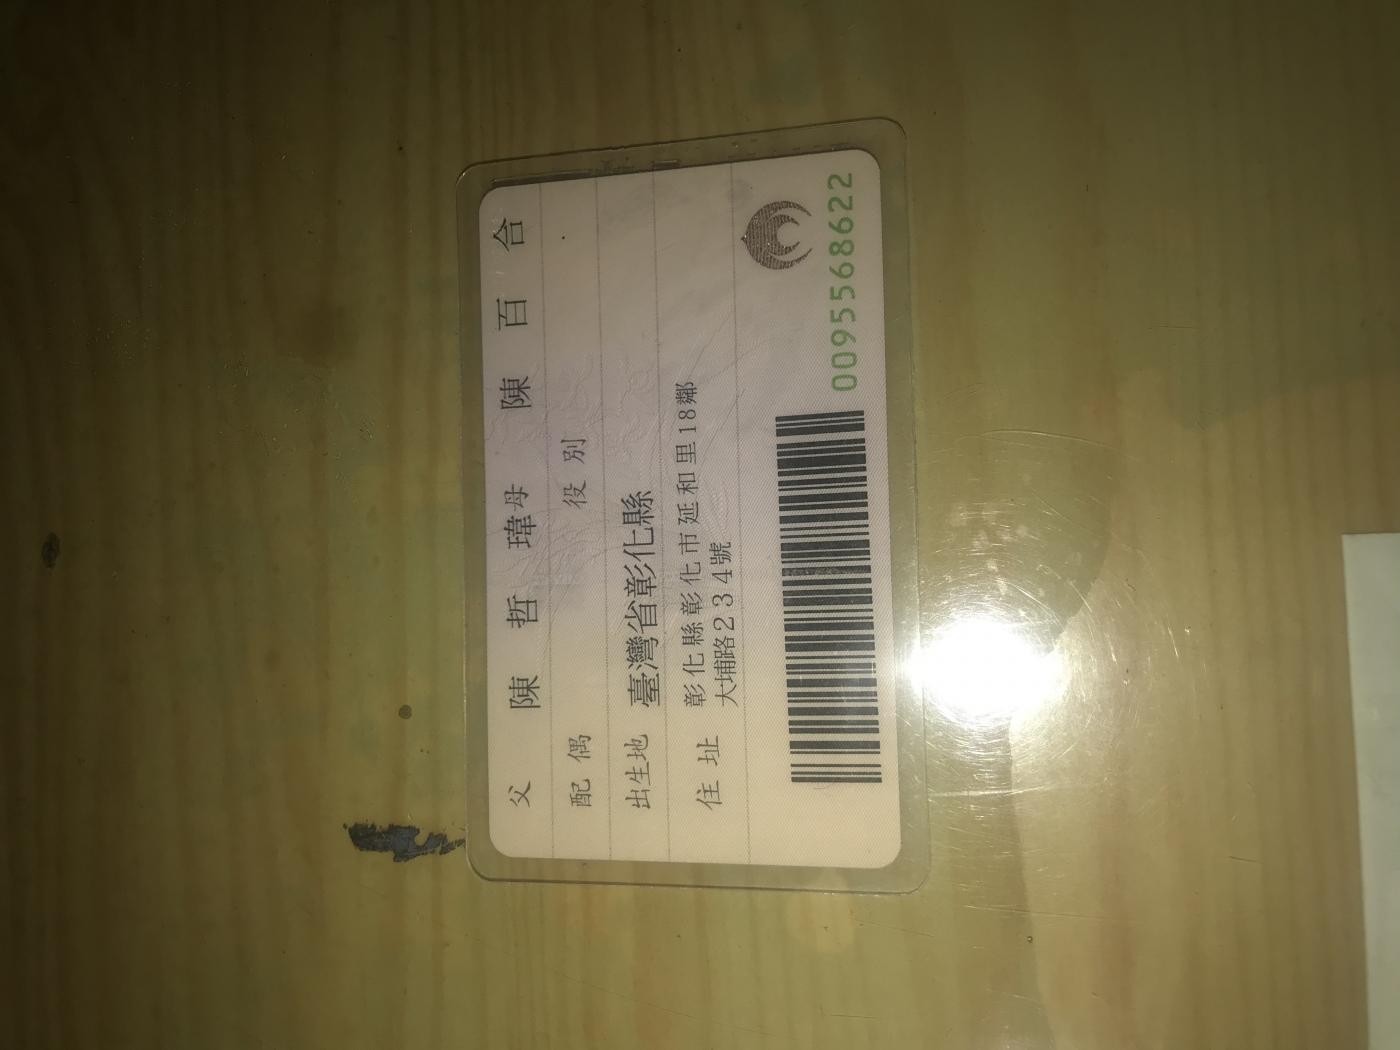 父 陳哲瑋 母 陳百合
配偶 役別
出生地 臺灣省彰化縣
住址 彰化縣彰化市延和里18鄰
大埔路234號
0095568622